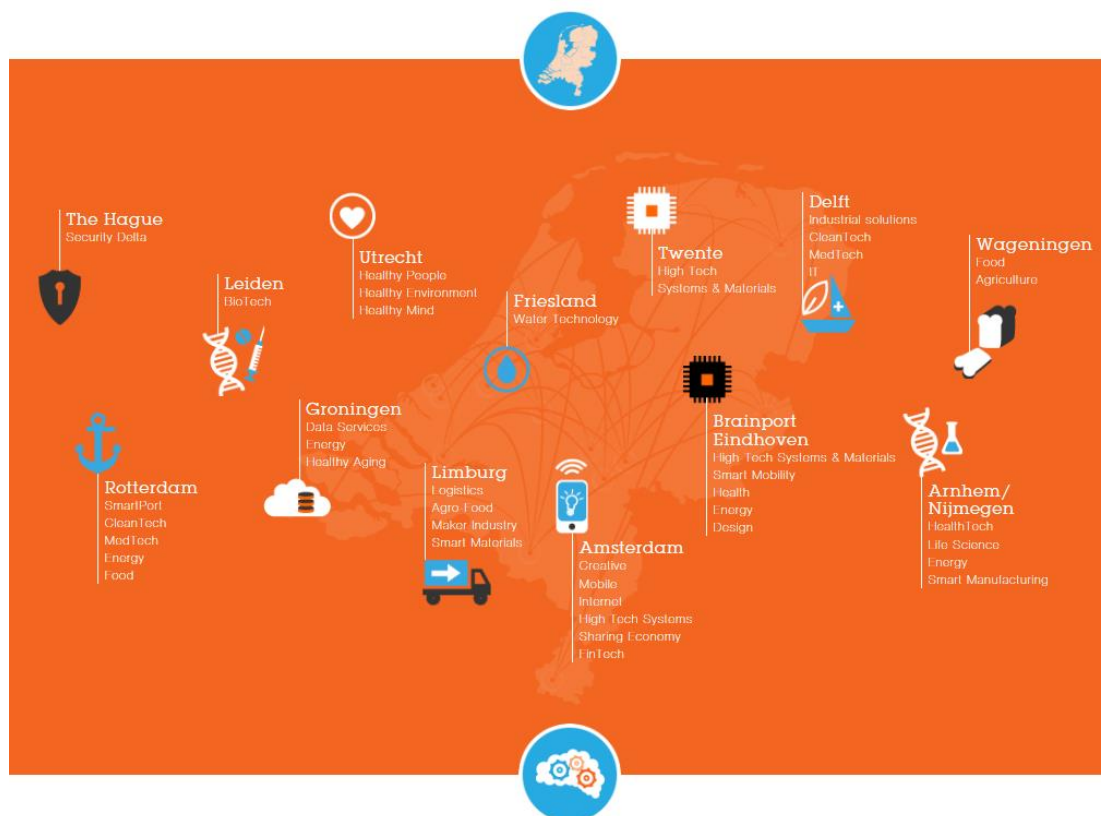 The Hague
Security Delta
Utrecht
Healthy People
Healthy Environment
Healthy Mind
Twente
High Tech
Systems & Materials
Delft
Industrial solutions
CleanTech
MedTech
IT
Wageningen
Food
Agriculture
Leiden
BioTech
Friesland
Water Technology
Groningen
Data Services
Energy
Healthy Aging
Brainport
Eindhoven
High Tech Systems & Materials
Smart Mobility
Health
Energy
Design
Rotterdam
SmartPort
CleanTech
MedTech
Energy
Food
Limburg
Logistics
Agro Food
Maker Industry
Smart Materials
Arnhem/
Nijmegen
HealthTech
Life Science
Energy
Smart Manufacturing
Amsterdam
Creative
Mobile
Internet
High Tech Systems
Sharing Economy
FinTech